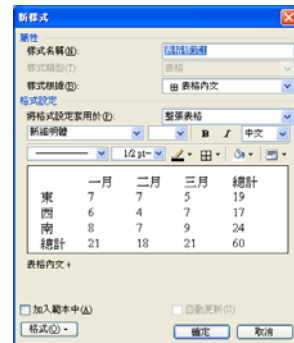 新樣式
屬性
樣式名稱(N): 表格樣式1
樣式類型(T): 表格
樣式根據(B): 表格內文
格式設定
將格式設定套用於(P): 整張表格
新細明體 B I 中文
1/2 pt
一月 二月 三月 總計
東 7 7 5 19
西 6 4 7 17
南 8 7 9 24
總計 21 18 21 60
表格內文 +
加入範本中(A) 自動更新(U)
格式(O) 確定 取消